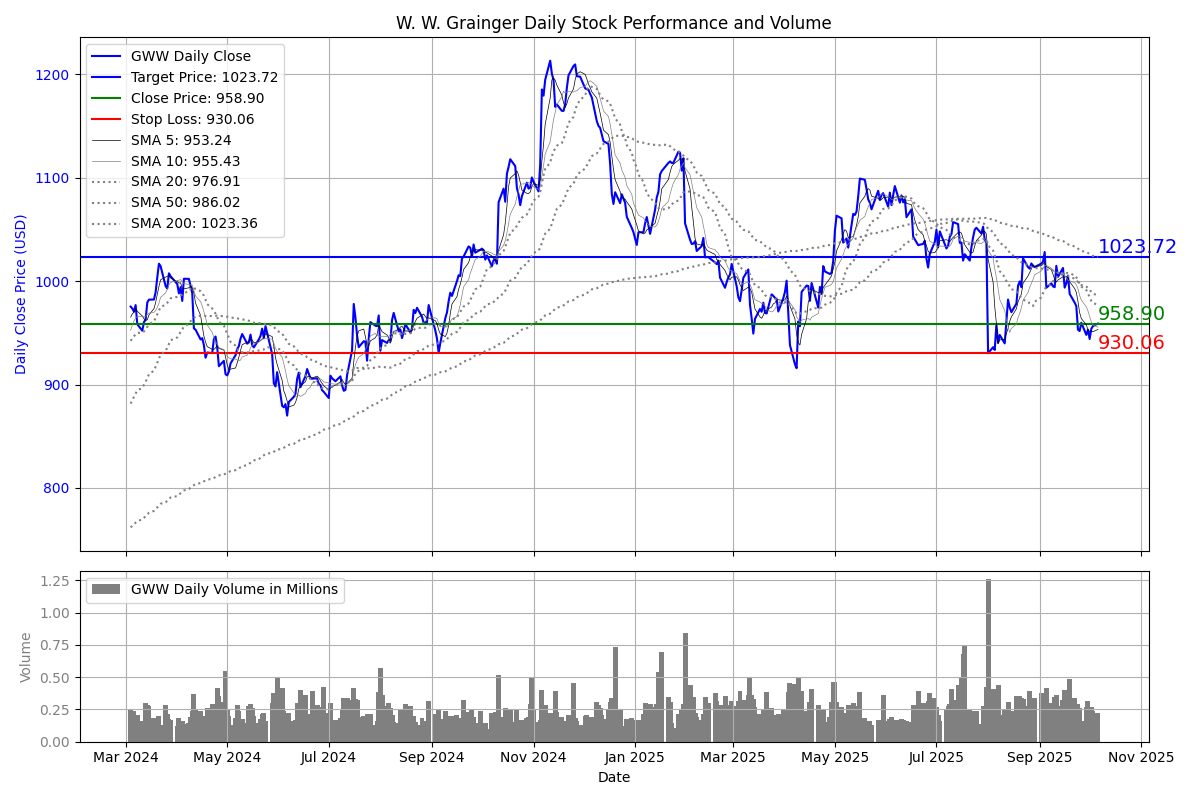 W. W. Grainger Daily Stock Performance and Volume
GWW Daily Close
Target Price: 1023.72
Close Price: 958.90
Stop Loss: 930.06
SMA 5: 953.24
SMA 10: 955.43
SMA 20: 976.91
SMA 50: 986.02
SMA 200: 1023.36
1200
1100
1000
900
800
Daily Close Price (USD)
1023.72
958.90
930.06
GWW Daily Volume in Millions
1.25
1.00
0.75
0.50
0.25
0.00
Volume
Mar 2024 May 2024 Jul 2024 Sep 2024 Nov 2024 Jan 2025 Mar 2025 May 2025 Jul 2025 Sep 2025 Nov 2025
Date